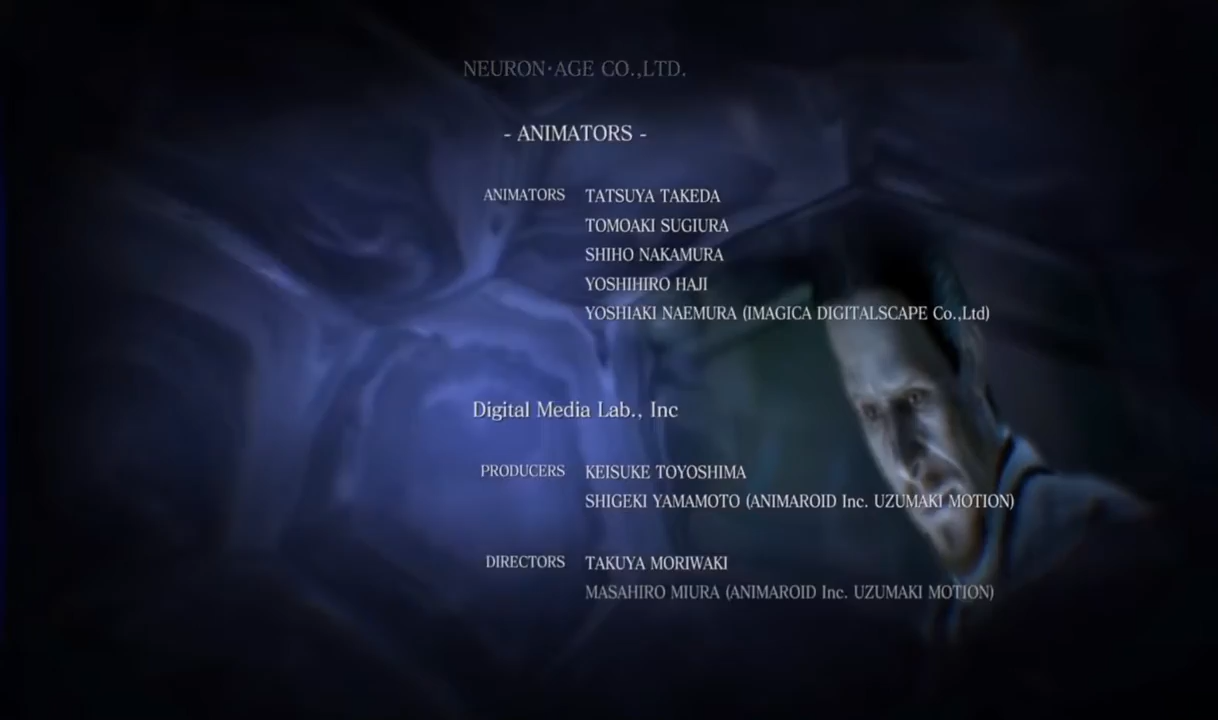 NEURON·AGE CO.,LTD.
- ANIMATORS -
ANIMATORS TATSUYA TAKEDA
TOMOAKI SUGIURA
SHIHO NAKAMURA
YOSHIHIRO HAJI
YOSHIAKI NAEMURA (IMAGICA DIGITALSCAPE Co.,Ltd)
Digital Media Lab., Inc
PRODUCERS KEISUKE TOYOSHIMA
SHIGEKI YAMAMOTO (ANIMAROID Inc. UZUMAKI MOTION)
DIRECTORS TAKUYA MORIWAKI
MASAHIRO MIURA (ANIMAROID Inc. UZUMAKI MOTION)